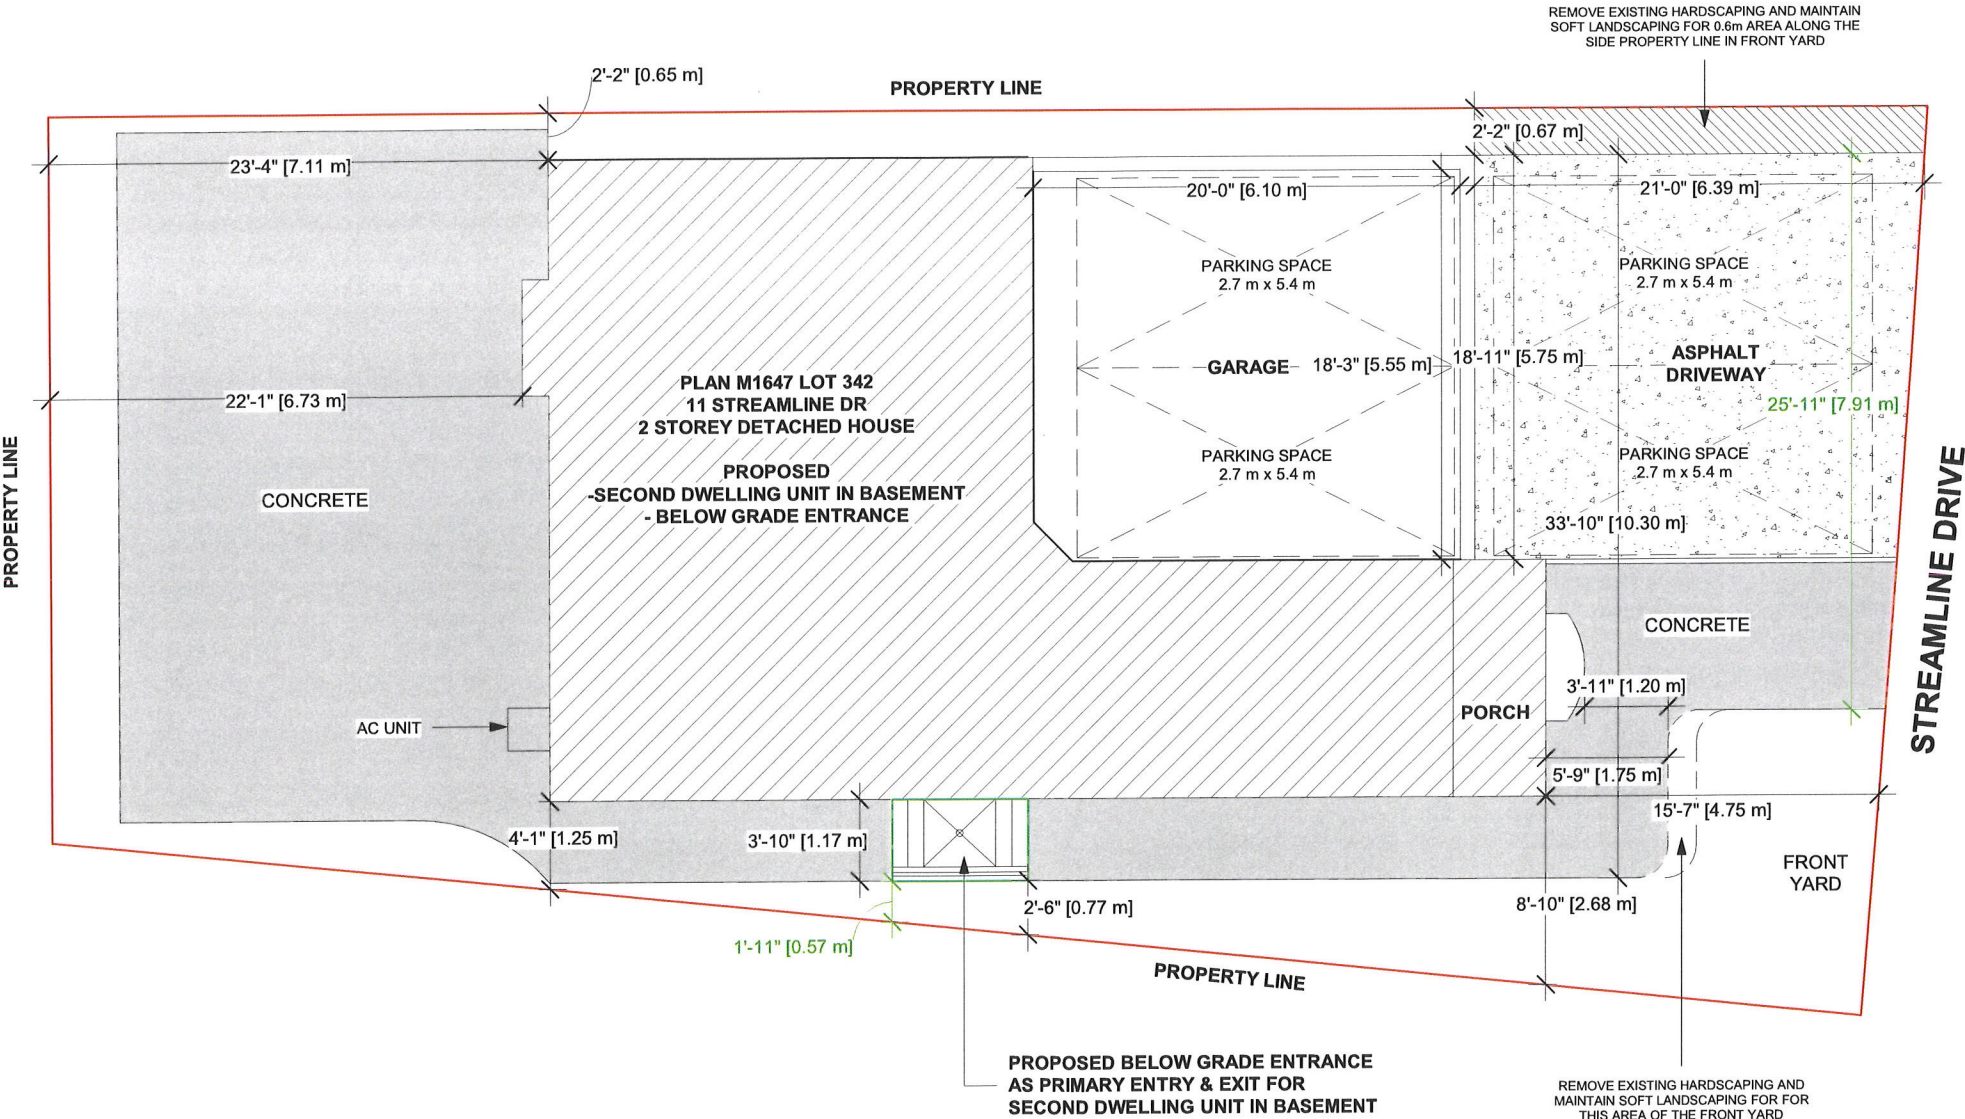 REMOVE EXISTING HARDSCAPING AND MAINTAIN
SOFT LANDSCAPING FOR 0.6m AREA ALONG THE
SIDE PROPERTY LINE IN FRONT YARD
2'-2" [0.65 m]
PROPERTY LINE
2'-2" [0.67 m]
23'-4" [7.11 m]
20'-0" [6.10 m]
21'-0" [6.39 m]
PARKING SPACE
2.7 m x 5.4 m
PARKING SPACE
2.7 m x 5.4 m
GARAGE
18'-3" [5.55 m]
18'-11" [5.75 m]
ASPHALT
DRIVEWAY
22'-1" [6.73 m]
PLAN M1647 LOT 342
11 STREAMLINE DR
2 STOREY DETACHED HOUSE
25'-11" [7.91 m]
PROPERTY LINE
PROPOSED
-SECOND DWELLING UNIT IN BASEMENT
- BELOW GRADE ENTRANCE
PARKING SPACE
2.7 m x 5.4 m
PARKING SPACE
2.7 m x 5.4 m
CONCRETE
33'-10" [10.30 m]
STREAMLINE DRIVE
CONCRETE
3'-11" [1.20 m]
AC UNIT
PORCH
5'-9" [1.75 m]
15'-7" [4.75 m]
4'-1" [1.25 m]
3'-10" [1.17 m]
FRONT
YARD
2'-6" [0.77 m]
8'-10" [2.68 m]
1'-11" [0.57 m]
PROPERTY LINE
PROPOSED BELOW GRADE ENTRANCE
AS PRIMARY ENTRY & EXIT FOR
SECOND DWELLING UNIT IN BASEMENT
REMOVE EXISTING HARDSCAPING AND
MAINTAIN SOFT LANDSCAPING FOR FOR
THIS AREA OF THE FRONT YARD